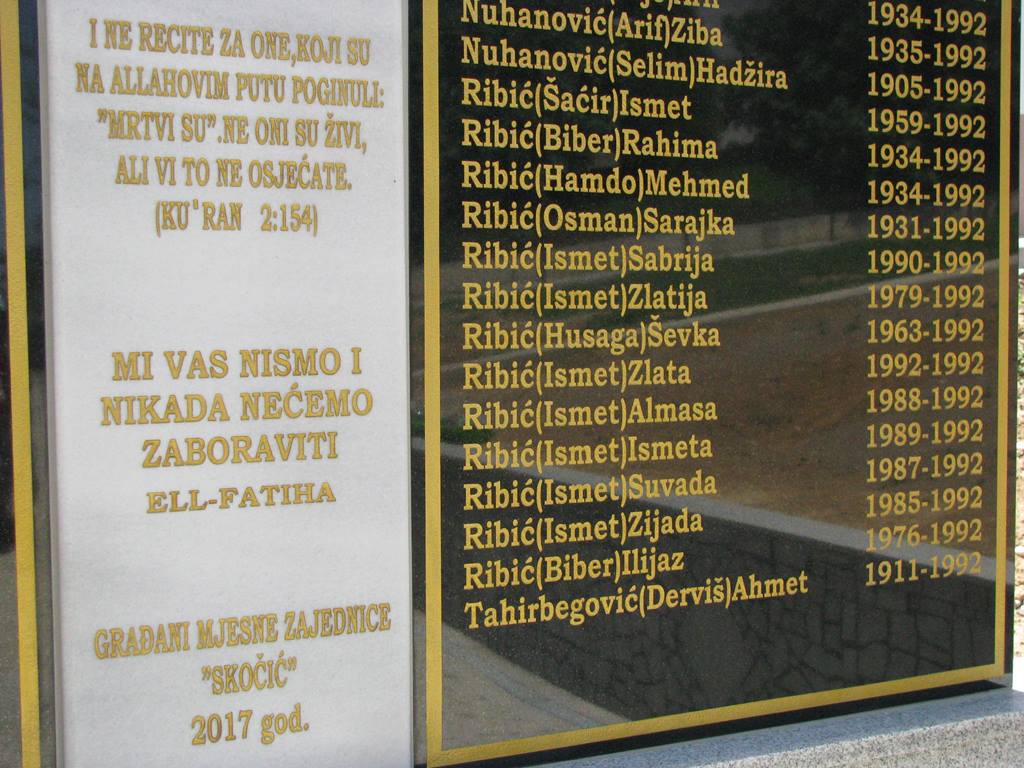 I NE RECITE ZA ONE,KOJI SU
NA ALLAHOVIM PUTU POGINULI:
"MRTVI SU".NE ONI SU ŽIVI,
ALI VI TO NE OSJEĆATE.
(KU'RAN 2:154)
MI VAS NISMO I
NIKADA NEĆEMO
ZABORAVITI
ELL-FATIHA
GRAĐANI MJESNE ZAJEDNICE
"SKOČIĆ"
2017 god.
1934-1992
Nuhanović(Arif)Ziba 1935-1992
Nuhanović(Selim)Hadžira 1905-1992
Ribić(Šaćir)Ismet 1959-1992
Ribić(Biber)Rahima 1934-1992
Ribić(Hamdo)Mehmed 1934-1992
Ribić(Osman)Sarajka 1931-1992
Ribić(Ismet)Sabrija 1990-1992
Ribić(Ismet)Zlatija 1979-1992
Ribić(Husaga)Ševka 1963-1992
Ribić(Ismet)Zlata 1992-1992
Ribić(Ismet)Almasa 1988-1992
Ribić(Ismet)Ismeta 1989-1992
Ribić(Ismet)Suvada 1987-1992
Ribić(Ismet)Zijada 1985-1992
Ribić(Biber)Ilijaz 1976-1992
Tahirbegović(Derviš)Ahmet 1911-1992